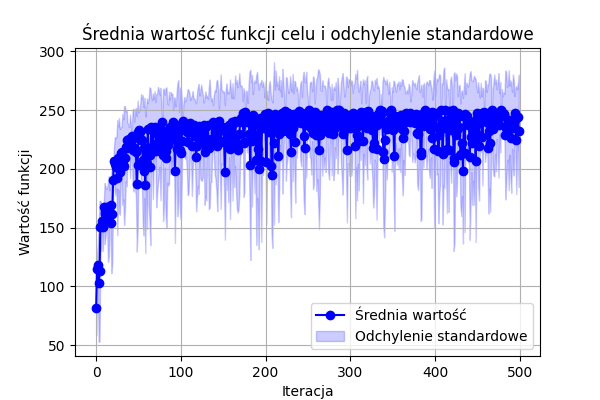 Średnia wartość funkcji celu i odchylenie standardowe
300
250
200
150
100
50
Wartość funkcji
0
100
200
300
400
500
Iteracja
Średnia wartość
Odchylenie standardowe